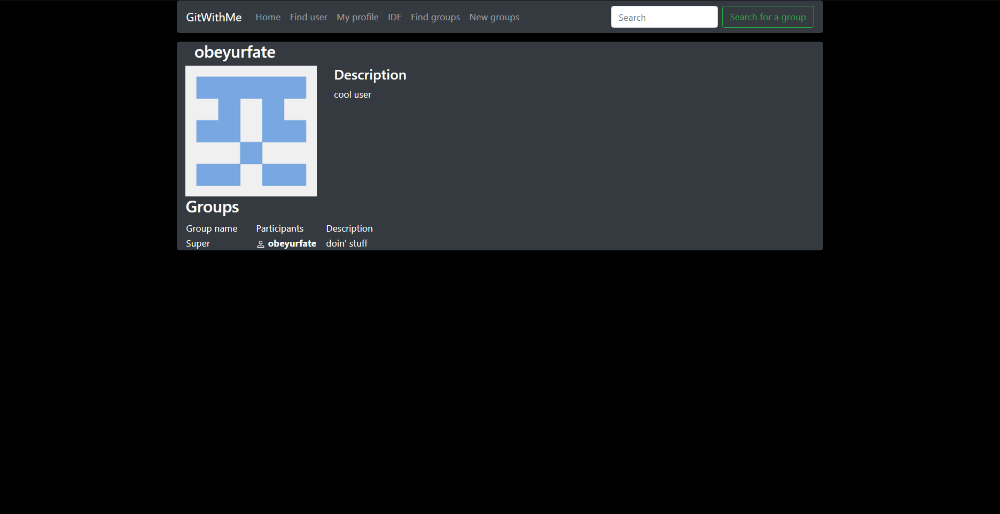 GitWithMe Home Find user My profile IDE Find groups New groups Search Search for a group
obeyurfate
Description
cool user
Groups
Group name Participants Description
Super obeyurfate doin' stuff